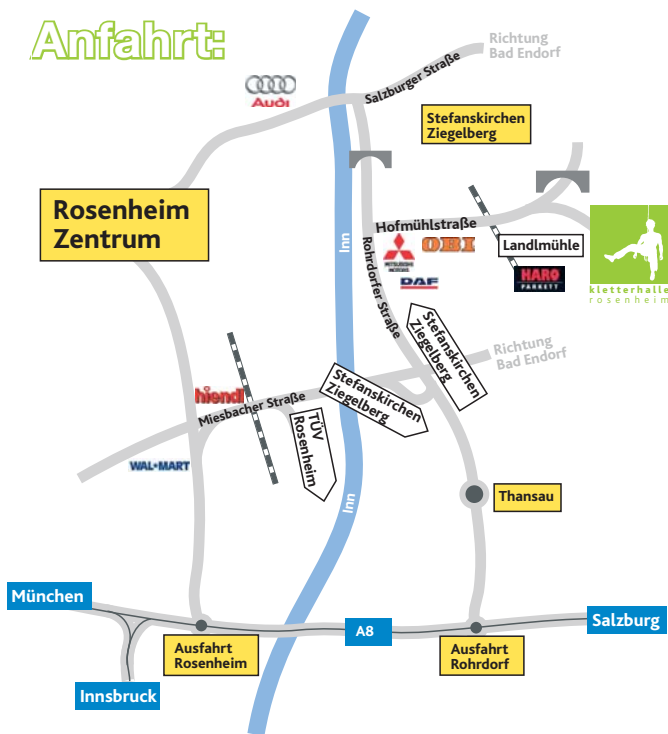 Anfahrt:
Richtung
Bad Endorf
Salzburger Straße
Audi
Stefanskirchen
Ziegelberg
Rosenheim
Zentrum
Hofmühlstraße
Inn
Rohrdorfer Straße
MITSUBISHI
MOTORS
OBI
DAF
Landlmühle
HARO
PARKETT
kletterhalle
rosenheim
Stefanskirchen
Ziegelberg
Richtung
Bad Endorf
Stefanskirchen
Ziegelberg
hiendl
Miesbacher Straße
TÜV
Rosenheim
WAL★MART
Thansau
Inn
München
A8
Salzburg
Ausfahrt
Rosenheim
Ausfahrt
Rohrdorf
Innsbruck